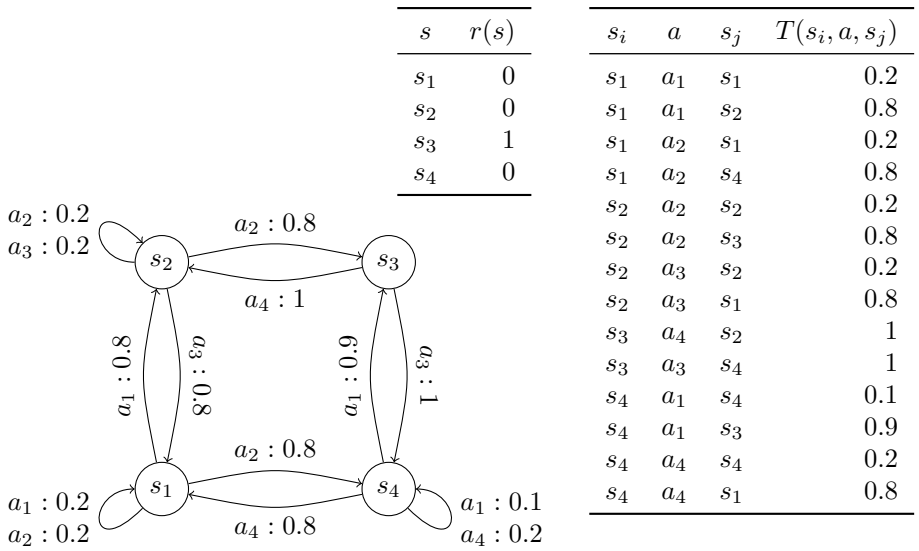 s r(s)
s₁ 0
s₂ 0
s₃ 1
s₄ 0
sᵢ a sⱼ T(sᵢ, a, sⱼ)
s₁ a₁ s₁ 0.2
s₁ a₁ s₂ 0.8
s₁ a₂ s₁ 0.2
s₁ a₂ s₄ 0.8
s₂ a₂ s₂ 0.2
s₂ a₂ s₃ 0.8
s₂ a₃ s₂ 0.2
s₂ a₃ s₁ 0.8
s₃ a₄ s₂ 1
s₃ a₃ s₄ 1
s₄ a₁ s₄ 0.1
s₄ a₁ s₃ 0.9
s₄ a₄ s₄ 0.2
s₄ a₄ s₁ 0.8
a₂ : 0.2
a₃ : 0.2
a₂ : 0.8
s₂
s₃
a₄ : 1
a₁ : 0.8
a₃ : 0.8
a₁ : 0.9
a₃ : 1
a₂ : 0.8
s₁
s₄
a₁ : 0.2
a₂ : 0.2
a₄ : 0.8
a₁ : 0.1
a₄ : 0.2